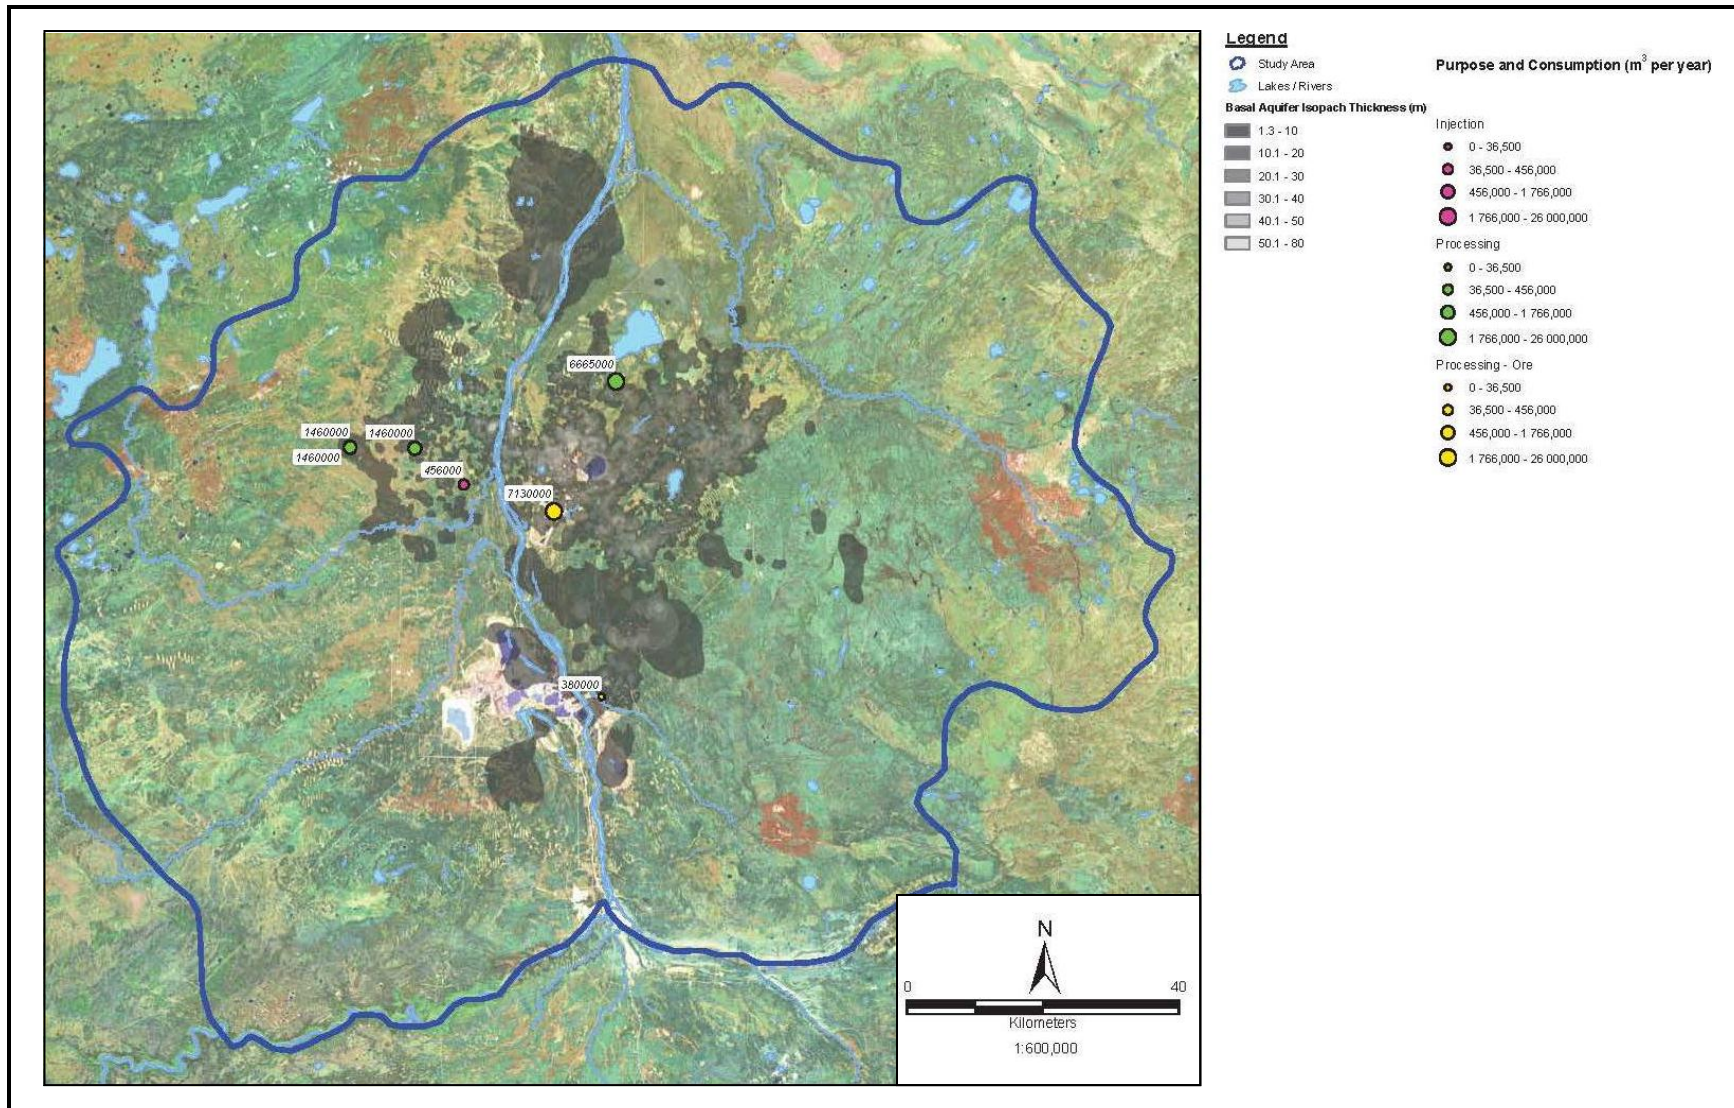 Legend
Study Area
Lakes / Rivers
Basal Aquifer Isopach Thickness (m)
1.3 - 10
10.1 - 20
20.1 - 30
30.1 - 40
40.1 - 50
50.1 - 80
Purpose and Consumption (m³ per year)
Injection
0 - 36,500
36,500 - 456,000
456,000 - 1 766,000
1 766,000 - 26 000,000
Processing
0 - 36,500
36,500 - 456,000
456,000 - 1 766,000
1 766,000 - 26 000,000
Processing - Ore
0 - 36,500
36,500 - 456,000
456,000 - 1 766,000
1 766,000 - 26 000,000
6665000
1460000
1460000
1460000
456000
7130000
380000
N
0 40
Kilometers
1:600,000